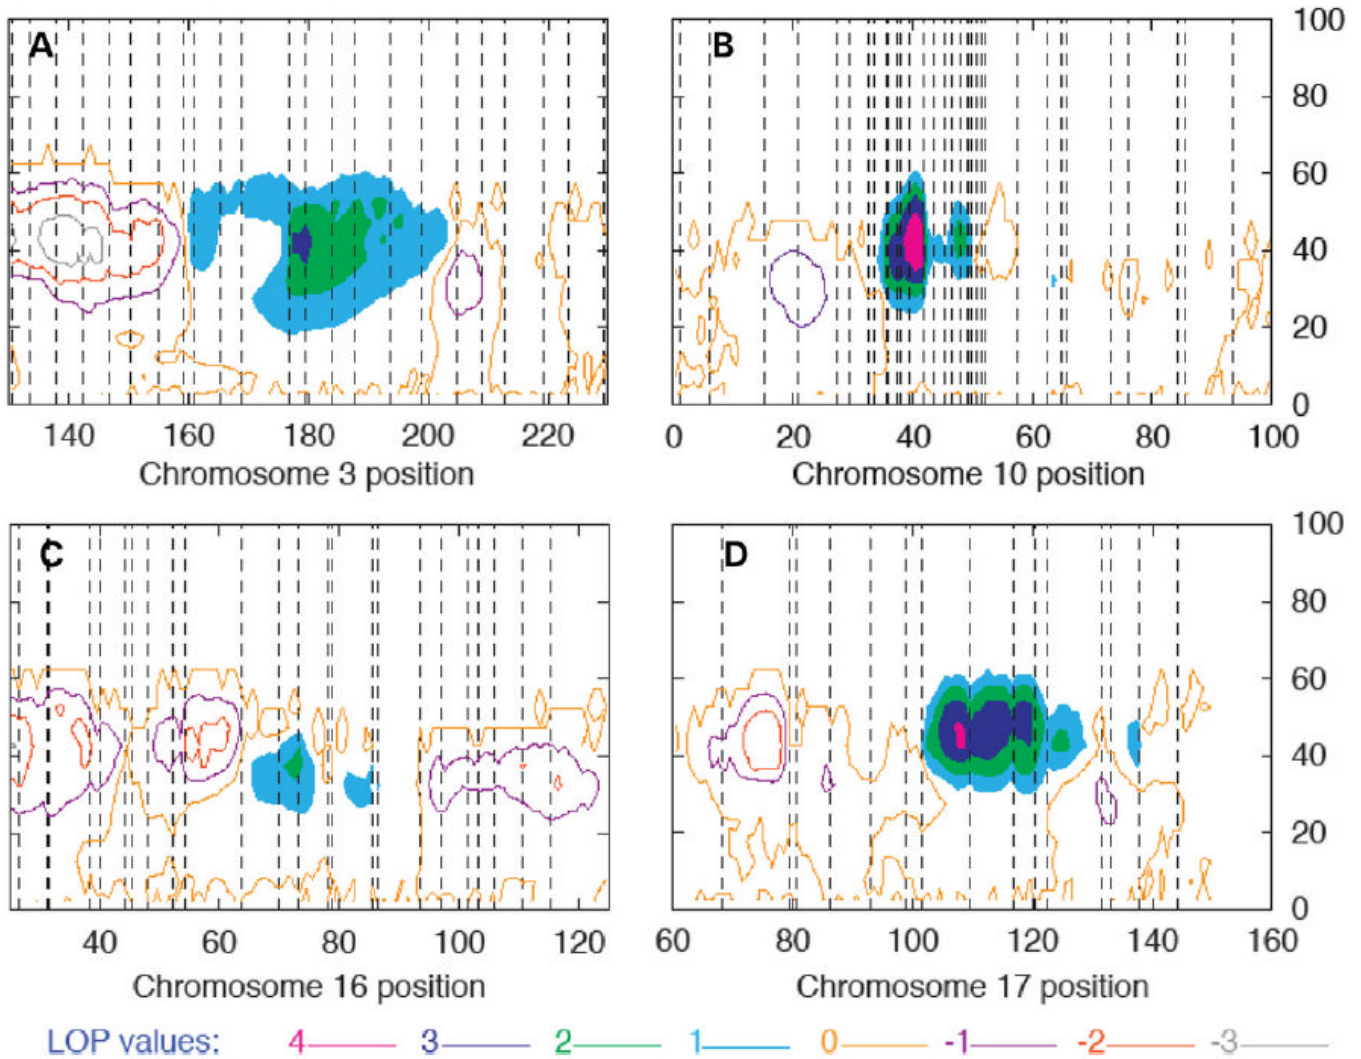 A
B
100
80
60
40
20
0
140 160 180 200 220
0 20 40 60 80 100
Chromosome 3 position
Chromosome 10 position
C
D
100
80
60
40
20
0
40 60 80 100 120
60 80 100 120 140 160
Chromosome 16 position
Chromosome 17 position
LOP values: 4 3 2 1 0 -1 -2 -3